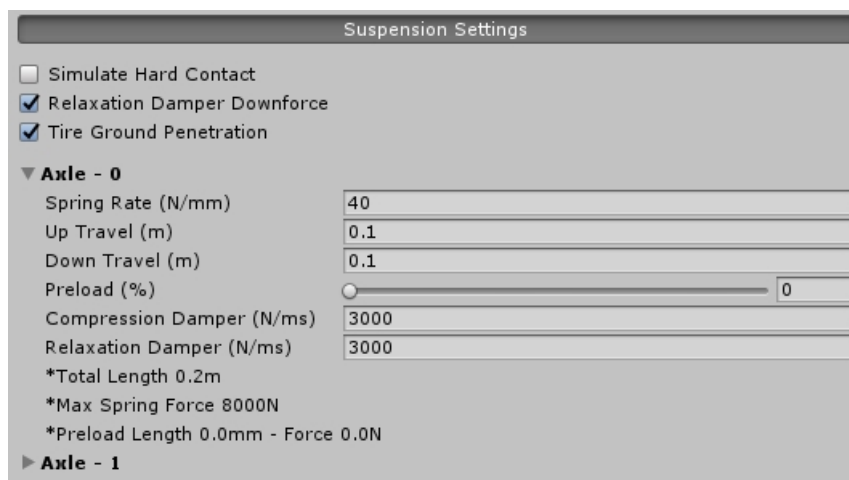 Suspension Settings
Simulate Hard Contact
Relaxation Damper Downforce
Tire Ground Penetration
Axle - 0
Spring Rate (N/mm) 40
Up Travel (m) 0.1
Down Travel (m) 0.1
Preload (%) 0
Compression Damper (N/ms) 3000
Relaxation Damper (N/ms) 3000
*Total Length 0.2m
*Max Spring Force 8000N
*Preload Length 0.0mm - Force 0.0N
Axle - 1